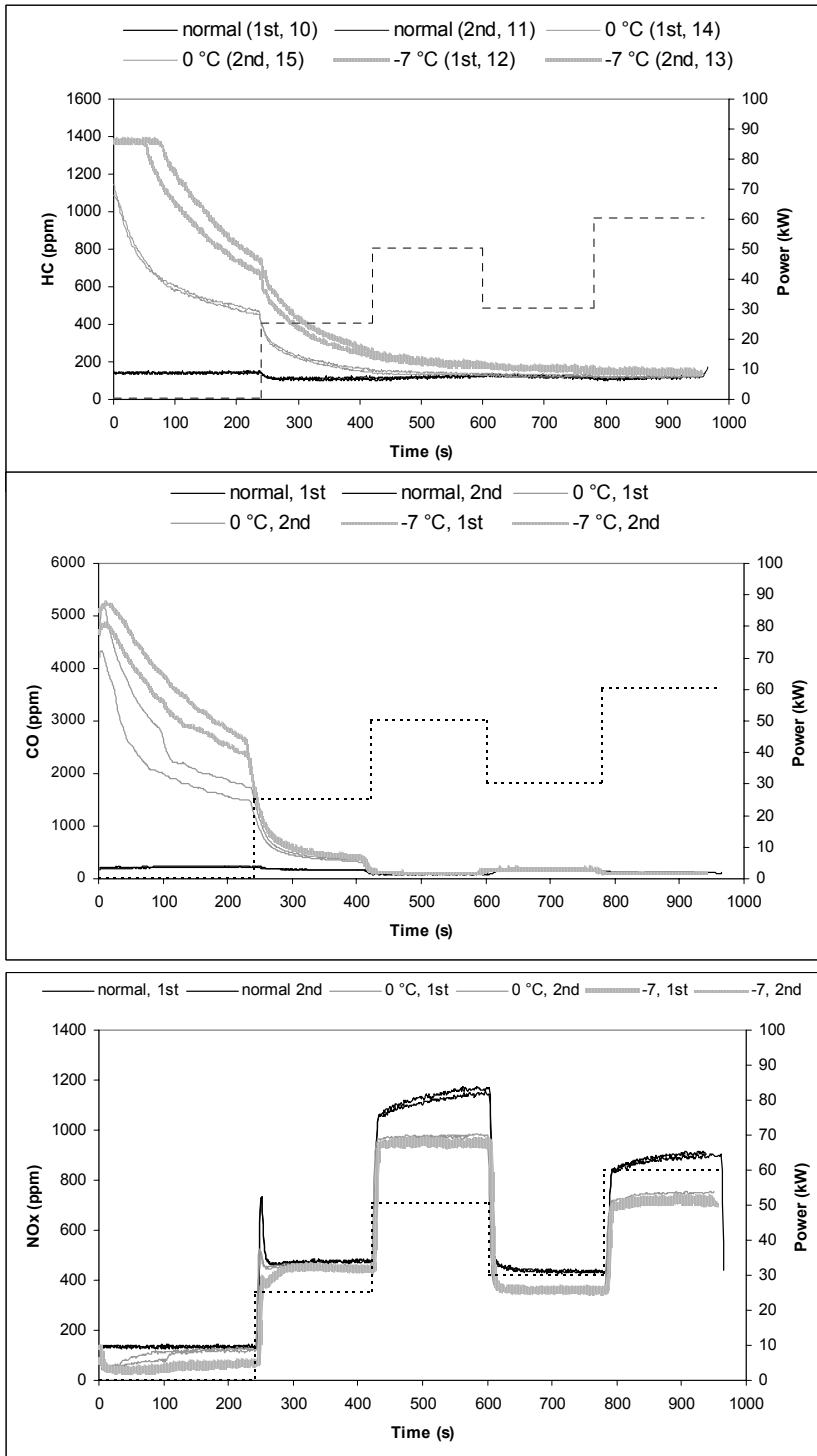 normal (1st, 10) normal (2nd, 11) 0 °C (1st, 14)
0 °C (2nd, 15) -7 °C (1st, 12) -7 °C (2nd, 13)
1600 100
90
1400
80
1200
70
1000
60
800 50
40
600
30
400
20
200
10
0 0
HC (ppm)
Power (kW)
0 100 200 300 400 500 600 700 800 900 1000
Time (s)
normal, 1st normal, 2nd 0 °C, 1st
0 °C, 2nd -7 °C, 1st -7 °C, 2nd
6000 100
90
5000
80
70
4000
60
3000 50
40
2000
30
20
1000
10
0 0
CO (ppm)
Power (kW)
0 100 200 300 400 500 600 700 800 900 1000
Time (s)
normal, 1st normal 2nd 0 °C, 1st 0 °C, 2nd -7, 1st -7, 2nd
1400 100
90
1200
80
1000
70
800
60
50
600
40
400
30
20
200
10
0 0
NOx (ppm)
Power (kW)
0 100 200 300 400 500 600 700 800 900 1000
Time (s)